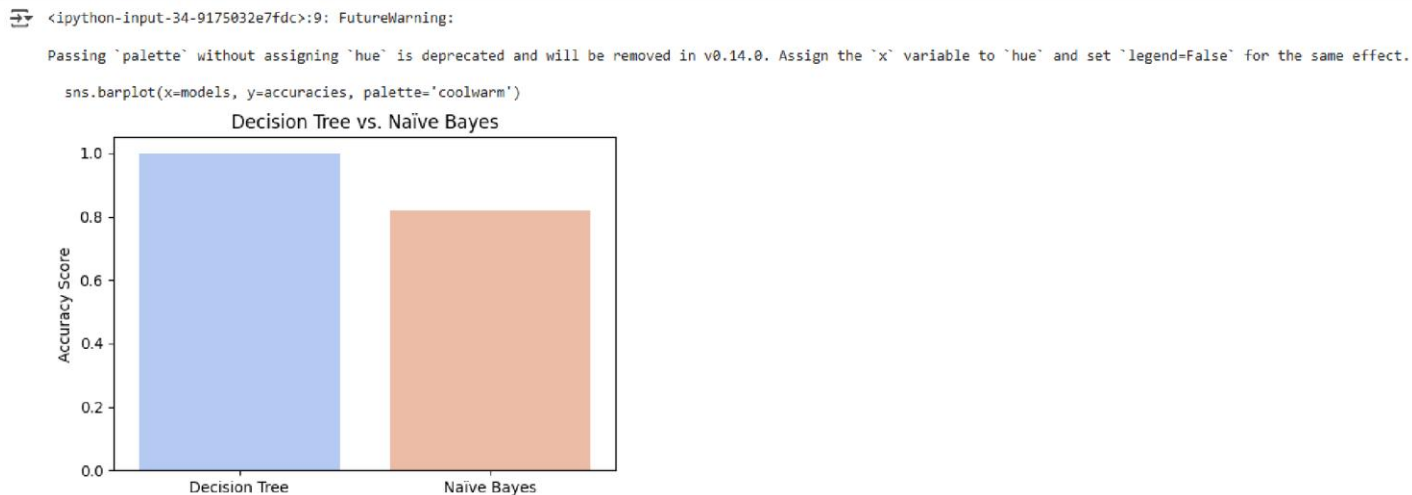 <ipython-input-34-9175032e7fdc>:9: FutureWarning:
Passing `palette` without assigning `hue` is deprecated and will be removed in v0.14.0. Assign the `x` variable to `hue` and set `legend=False` for the same effect.
sns.barplot(x=models, y=accuracies, palette='coolwarm')
Decision Tree vs. Naïve Bayes
1.0
0.8
0.6
0.4
0.2
0.0
Accuracy Score
Decision Tree
Naïve Bayes